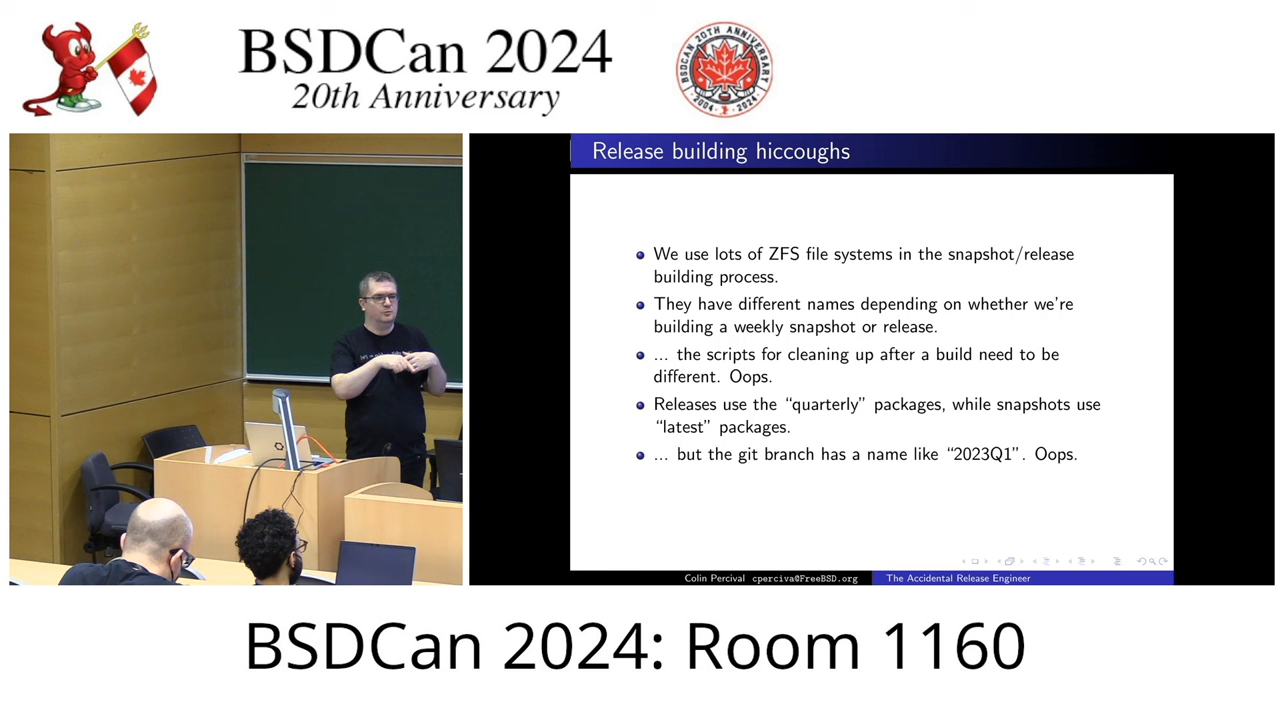 BSDCan 2024
20th Anniversary
BSDCAN 20TH ANNIVERSARY
2004 2024
Release building hiccoughs
We use lots of ZFS file systems in the snapshot/release
building process.
They have different names depending on whether we're
building a weekly snapshot or release.
... the scripts for cleaning up after a build need to be
different. Oops.
Releases use the “quarterly” packages, while snapshots use
“latest” packages.
... but the git branch has a name like “2023Q1”. Oops.
Colin Percival cperciva@FreeBSD.org
The Accidental Release Engineer
BSDCan 2024: Room 1160